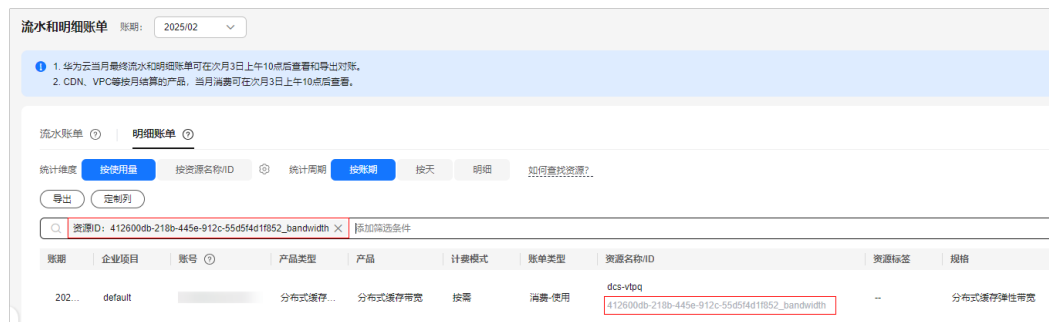 流水和明细账单 账期： 2025/02
1. 华为云当月最终流水和明细账单可在次月3日上午10点后查看和导出对账。
2. CDN、VPC等按月结算的产品，当月消费可在次月3日上午10点后查看。
流水账单 明细账单
统计维度 按使用量 按资源名称/ID 统计周期 按账期 按天 明细 如何查找资源?
导出 定制列
资源ID： 412600db-218b-445e-912c-55d5f4d1f852_bandwidth 添加筛选条件
账期 企业项目 账号 产品类型 产品 计费模式 账单类型 资源名称/ID 资源标签 规格
202... default 分布式缓存... 分布式缓存带宽 按需 消费-使用 dcs-vtpq -- 分布式缓存弹性带宽
412600db-218b-445e-912c-55d5f4d1f852_bandwidth